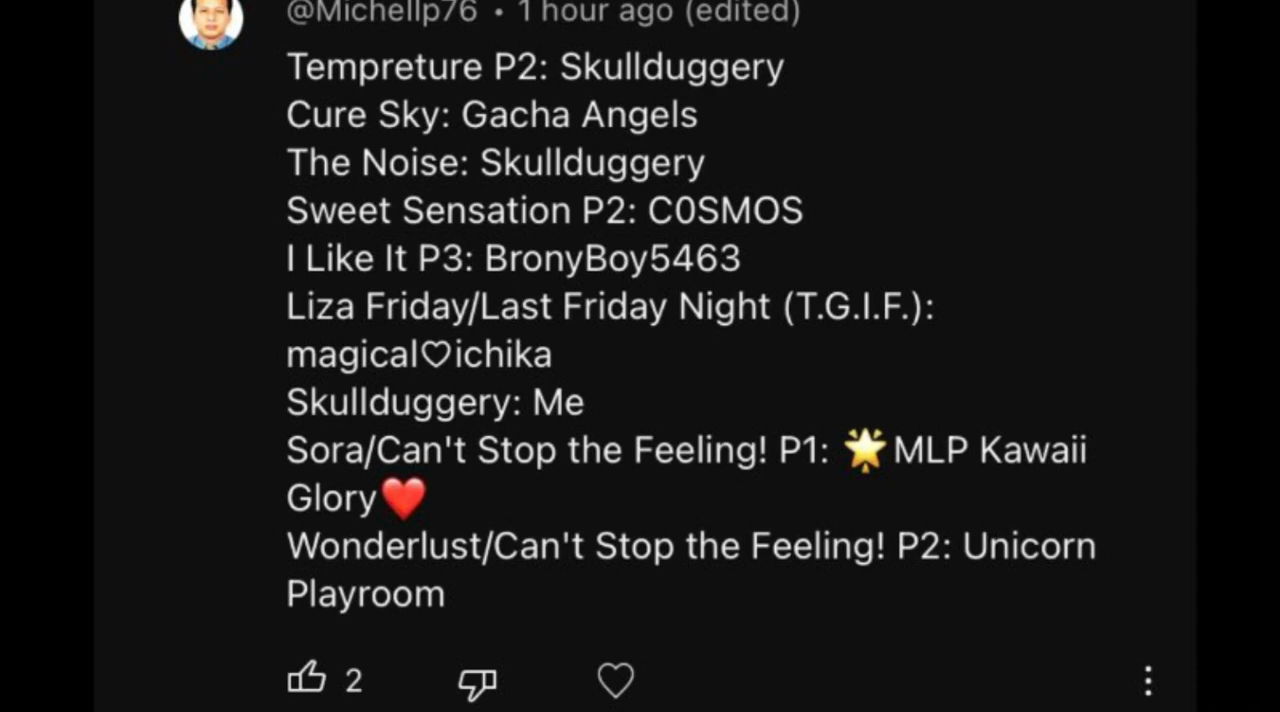 @Michellp76 • 1 hour ago (edited)
Tempreture P2: Skullduggery
Cure Sky: Gacha Angels
The Noise: Skullduggery
Sweet Sensation P2: C0SMOS
I Like It P3: BronyBoy5463
Liza Friday/Last Friday Night (T.G.I.F.):
magical♡ichika
Skullduggery: Me
Sora/Can't Stop the Feeling! P1: 🌟MLP Kawaii
Glory❤️
Wonderlust/Can't Stop the Feeling! P2: Unicorn
Playroom
2